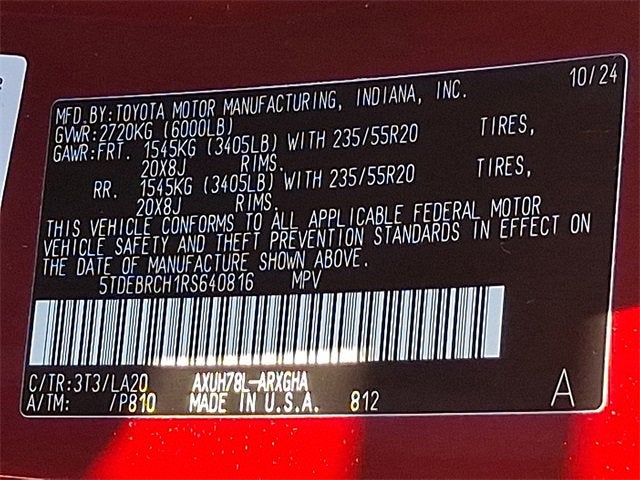 10/24
MFD.BY:TOYOTA MOTOR MANUFACTURING, INDIANA, INC.
GVWR:2720KG (6000LB)
GAWR:FRT. 1545KG (3405LB) WITH 235/55R20 TIRES,
20X8J RIMS.
RR. 1545KG (3405LB) WITH 235/55R20 TIRES,
20X8J RIMS.
THIS VEHICLE CONFORMS TO ALL APPLICABLE FEDERAL MOTOR
VEHICLE SAFETY AND THEFT PREVENTION STANDARDS IN EFFECT ON
THE DATE OF MANUFACTURE SHOWN ABOVE.
5TDEBRCH1RS640816 MPV
C/TR:3T3/LA20 AXUH78L-ARXGHA
A/TM: /P810 MADE IN U.S.A. 812
A